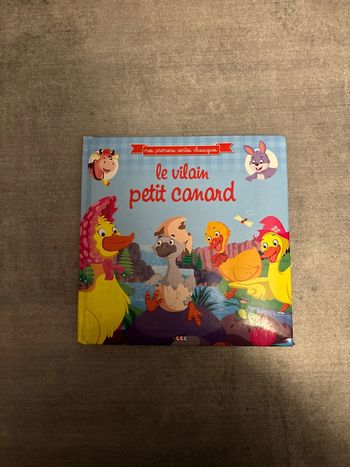 mes premiers contes classiques
le vilain
petit canard